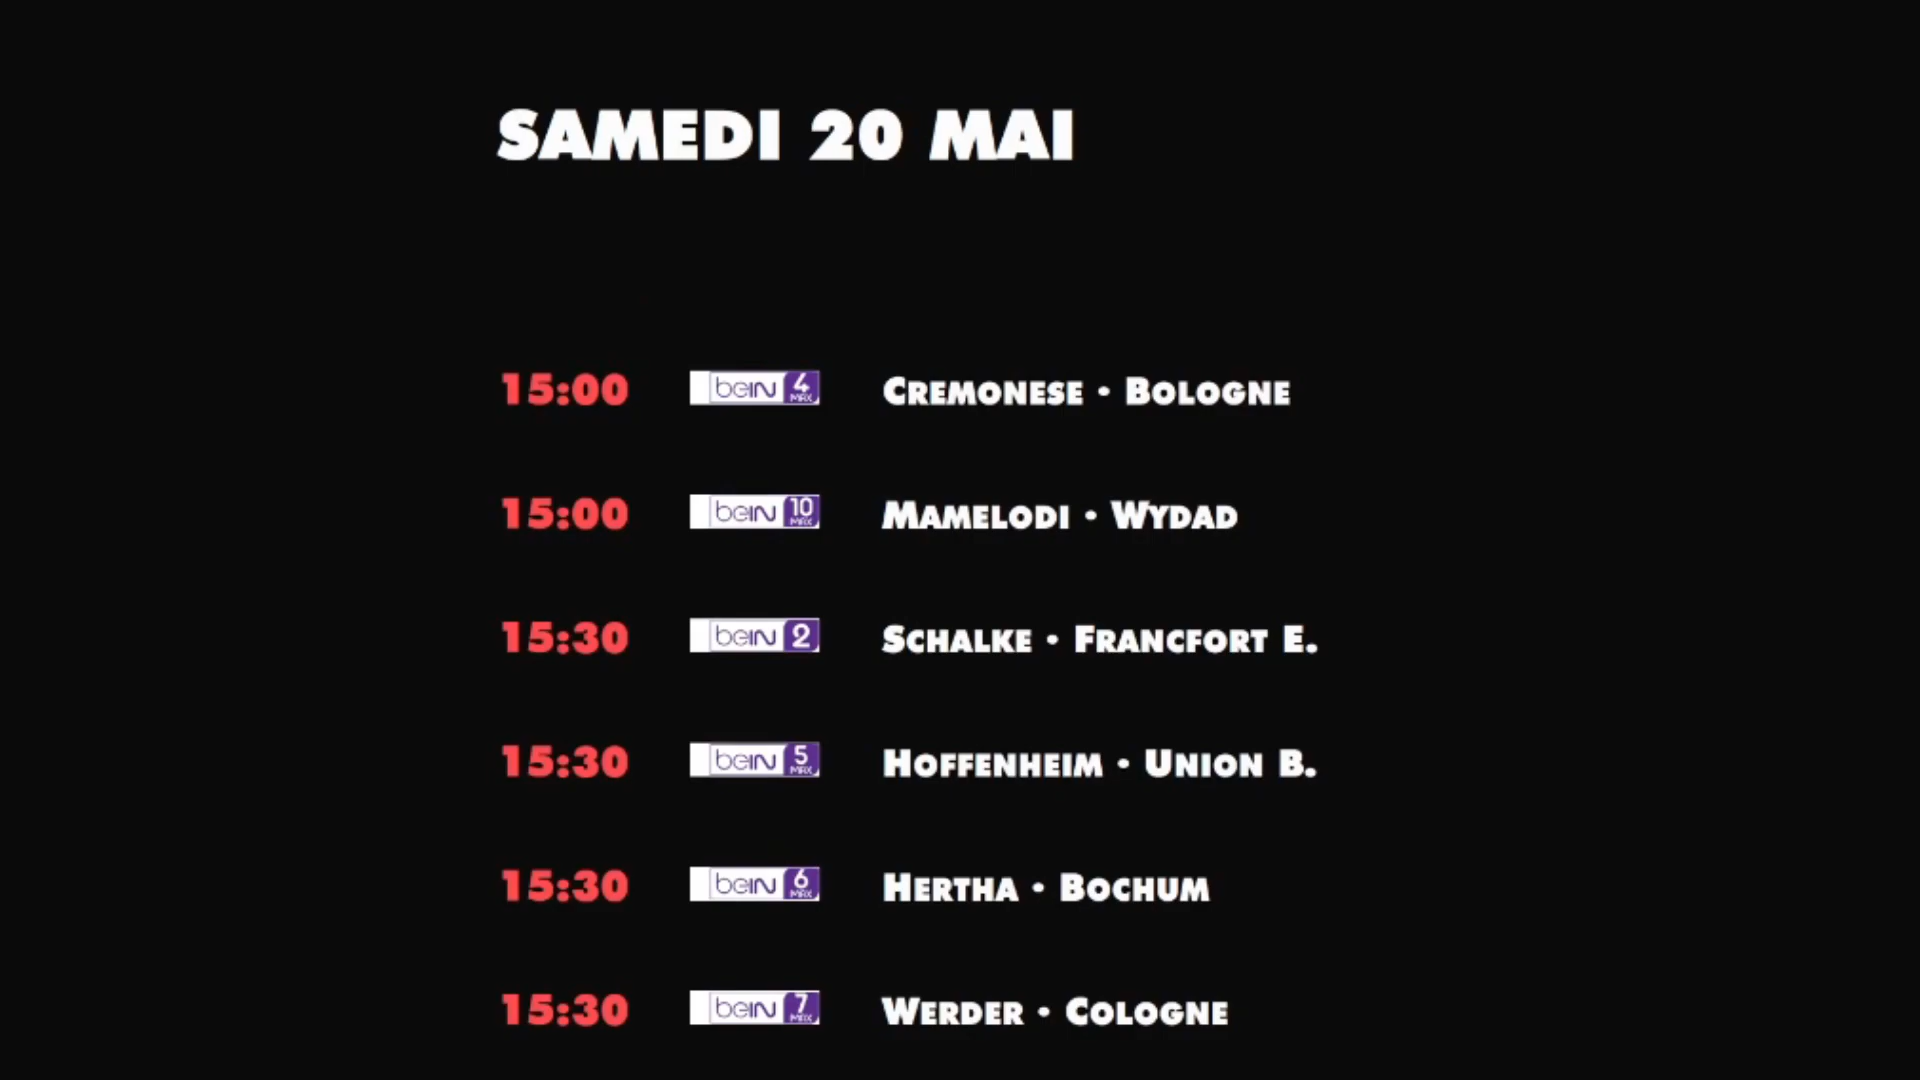 SAMEDI 20 MAI
15:00 beIN 4 MAX CREMONESE • BOLOGNE
15:00 beIN 10 MAX MAMELODI • WYDAD
15:30 beIN 2 SCHALKE • FRANCFORT E.
15:30 beIN 5 MAX HOFFENHEIM • UNION B.
15:30 beIN 6 MAX HERTHA • BOCHUM
15:30 beIN 7 MAX WERDER • COLOGNE